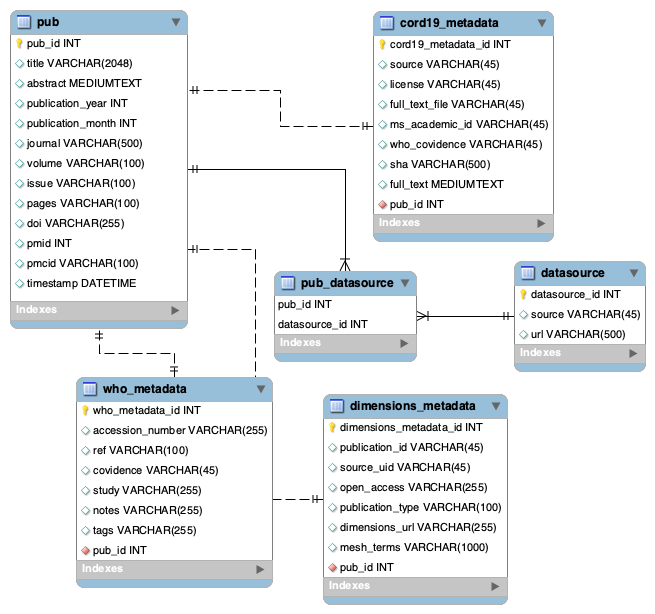 pub
pub_id INT
title VARCHAR(2048)
abstract MEDIUMTEXT
publication_year INT
publication_month INT
journal VARCHAR(500)
volume VARCHAR(100)
issue VARCHAR(100)
pages VARCHAR(100)
doi VARCHAR(255)
pmid INT
pmcid VARCHAR(100)
timestamp DATETIME
Indexes
cord19_metadata
cord19_metadata_id INT
source VARCHAR(45)
license VARCHAR(45)
full_text_file VARCHAR(45)
ms_academic_id VARCHAR(45)
who_covidence VARCHAR(45)
sha VARCHAR(500)
full_text MEDIUMTEXT
pub_id INT
Indexes
pub_datasource
pub_id INT
datasource_id INT
Indexes
datasource
datasource_id INT
source VARCHAR(45)
url VARCHAR(500)
Indexes
who_metadata
who_metadata_id INT
accession_number VARCHAR(255)
ref VARCHAR(100)
covidence VARCHAR(45)
study VARCHAR(255)
notes VARCHAR(255)
tags VARCHAR(255)
pub_id INT
Indexes
dimensions_metadata
dimensions_metadata_id INT
publication_id VARCHAR(45)
source_uid VARCHAR(45)
open_access VARCHAR(255)
publication_type VARCHAR(100)
dimensions_url VARCHAR(255)
mesh_terms VARCHAR(1000)
pub_id INT
Indexes